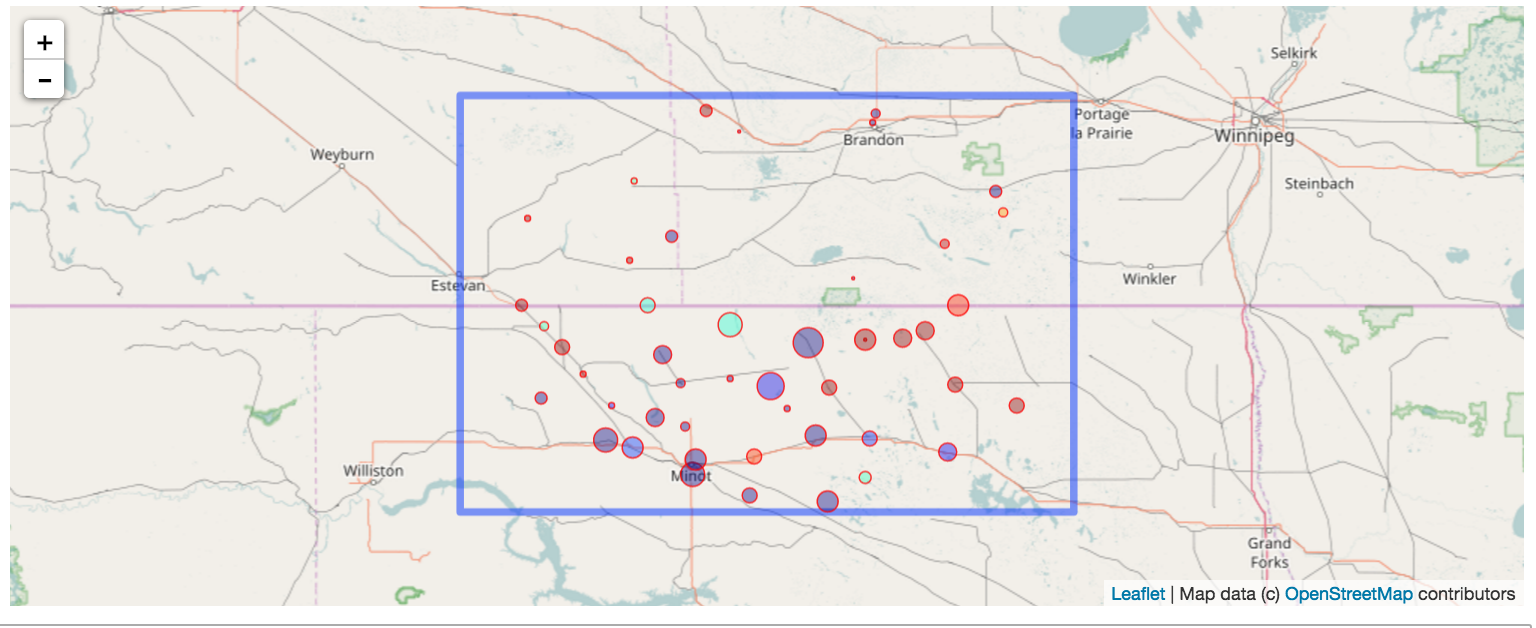 +
−
Selkirk
Portage
la Prairie
Winnipeg
Brandon
Weyburn
Steinbach
Winkler
Estevan
Williston
Minot
Grand
Forks
Leaflet | Map data (c) OpenStreetMap contributors